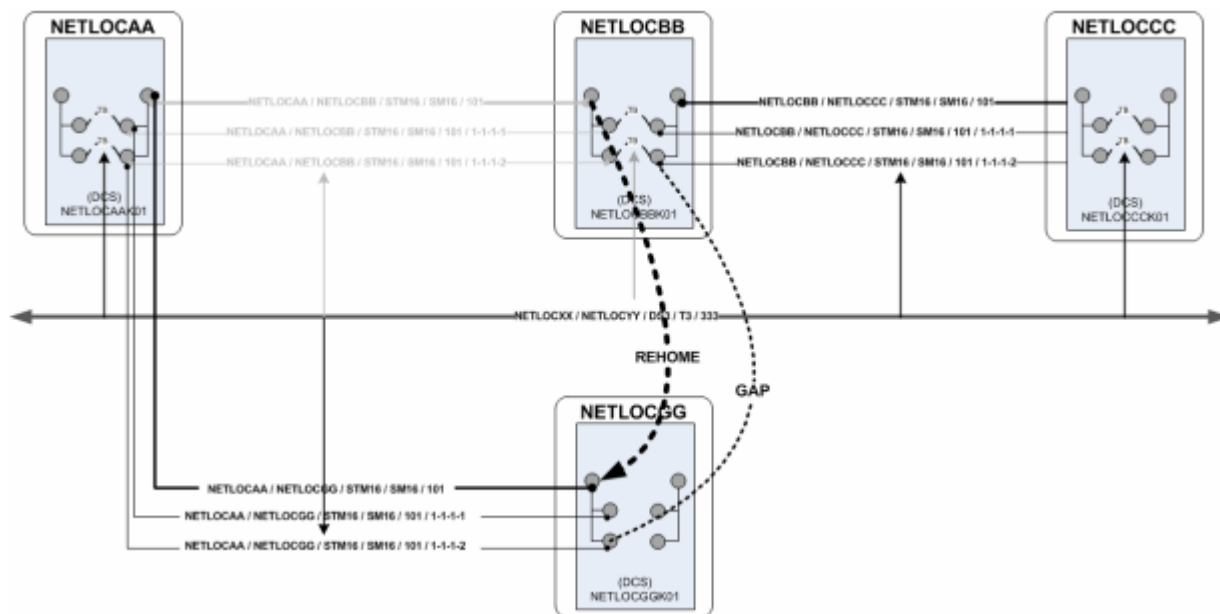 NETLOCAA
NETLOCBB
NETLOCCC
NETLOCAA / NETLOCBB / STM16 / SM16 / 101
NETLOCBB / NETLOCCC / STM16 / SM16 / 101
NETLOCAA / NETLOCBB / STM16 / SM16 / 101 / 1-1-1-1
NETLOCBB / NETLOCCC / STM16 / SM16 / 101 / 1-1-1-1
NETLOCAA / NETLOCBB / STM16 / SM16 / 101 / 1-1-1-2
NETLOCBB / NETLOCCC / STM16 / SM16 / 101 / 1-1-1-2
(DCS)
NETLOCAAK01
(DCS)
NETLOCBBK01
(DCS)
NETLOCCCK01
NETLOCXX / NETLOCYY / DS3 / T3 / 333
REHOME
GAP
NETLOCGG
NETLOCAA / NETLOCGG / STM16 / SM16 / 101
NETLOCAA / NETLOCGG / STM16 / SM16 / 101 / 1-1-1-1
NETLOCAA / NETLOCGG / STM16 / SM16 / 101 / 1-1-1-2
(DCS)
NETLOCGGK01